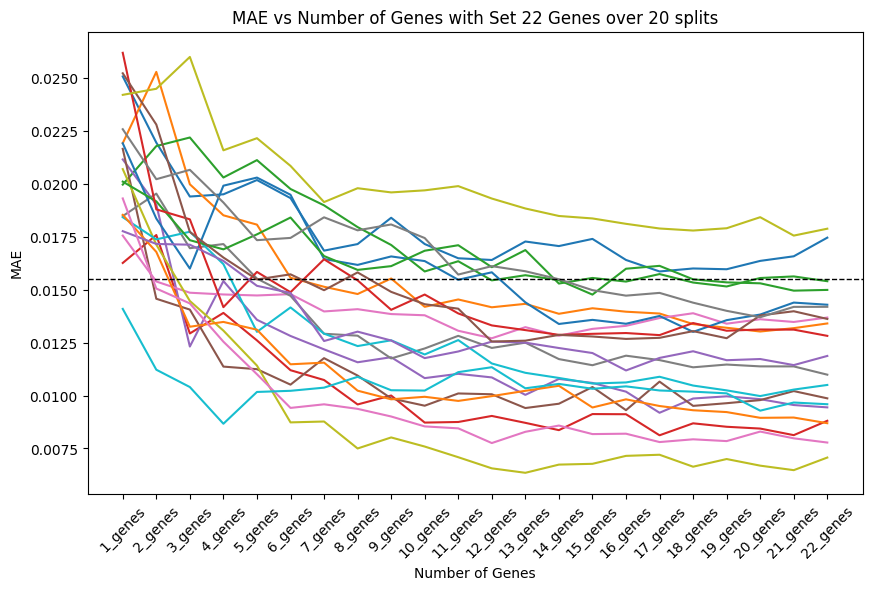 MAE vs Number of Genes with Set 22 Genes over 20 splits
MAE
0.0250
0.0225
0.0200
0.0175
0.0150
0.0125
0.0100
0.0075
1_genes
2_genes
3_genes
4_genes
5_genes
6_genes
7_genes
8_genes
9_genes
10_genes
11_genes
12_genes
13_genes
14_genes
15_genes
16_genes
17_genes
18_genes
19_genes
20_genes
21_genes
22_genes
Number of Genes